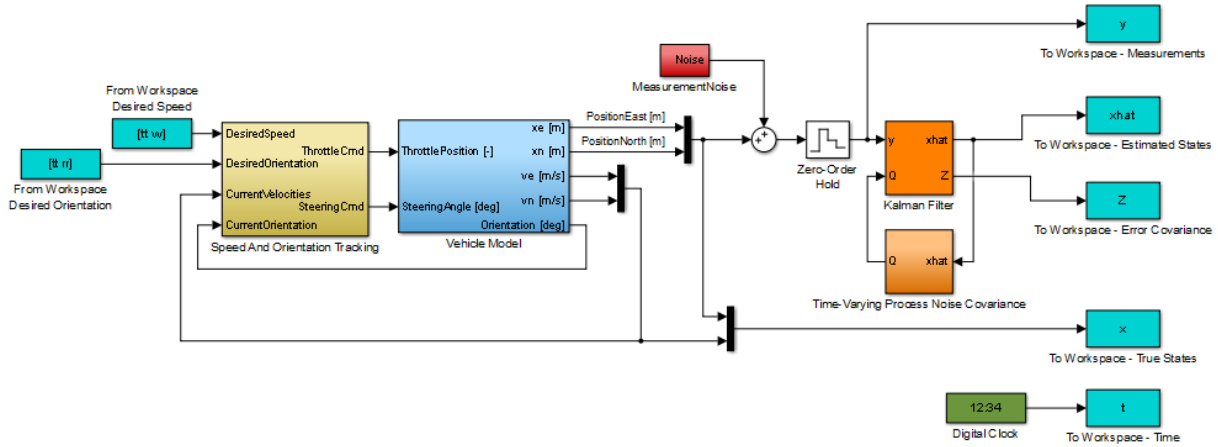 y
To Workspace - Measurements
Noise
MeasurementNoise
From Workspace
Desired Speed
[tt vv]
[tt rr]
From Workspace
Desired Orientation
DesiredSpeed
ThrottleCmd
DesiredOrientation
CurrentVelocities
SteeringCmd
CurrentOrientation
Speed And Orientation Tracking
ThrottlePosition [-]
SteeringAngle [deg]
xe [m]
xn [m]
ve [m/s]
vn [m/s]
Orientation [deg]
Vehicle Model
PositionEast [m]
PositionNorth [m]
Zero-Order
Hold
y
xhat
Q
Z
Kalman Filter
xhat
To Workspace - Estimated States
Z
To Workspace - Error Covariance
Q
xhat
Time-Varying Process Noise Covariance
x
To Workspace - True States
12:34
Digital Clock
t
To Workspace - Time